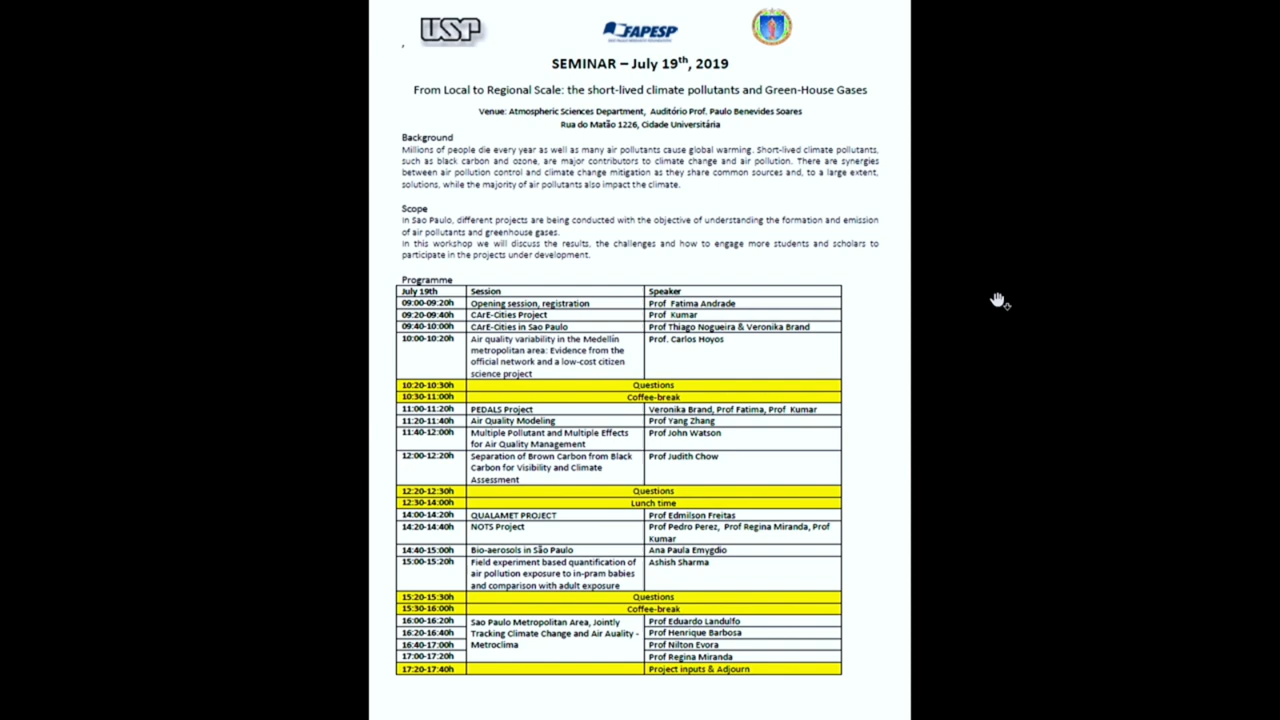 USP
FAPESP
SEMINAR – July 19th, 2019
From Local to Regional Scale: the short-lived climate pollutants and Green-House Gases
Venue: Atmospheric Sciences Department, Auditório Prof. Paulo Benevides Soares
Rua do Matão 1226, Cidade Universitária
Background
Millions of people die every year as well as many air pollutants cause global warming. Short-lived climate pollutants,
such as black carbon and ozone, are major contributors to climate change and air pollution. There are synergies
between air pollution control and climate change mitigation as they share common sources and, to a large extent,
solutions, while the majority of air pollutants also impact the climate.
Scope
In Sao Paulo, different projects are being conducted with the objective of understanding the formation and emission
of air pollutants and greenhouse gases.
In this workshop we will discuss the results, the challenges and how to engage more students and scholars to
participate in the projects under development.
Programme
July 19th Session Speaker
09:00-09:20h Opening session, registration Prof Fatima Andrade
09:20-09:40h CArE-Cities Project Prof Kumar
09:40-10:00h CArE-Cities in Sao Paulo Prof Thiago Nogueira & Veronika Brand
10:00-10:20h Air quality variability in the Medellín Prof. Carlos Hoyos
metropolitan area: Evidence from the
official network and a low-cost citizen
science project
10:20-10:30h Questions
10:30-11:00h Coffee-break
11:00-11:20h PEDALS Project Veronika Brand, Prof Fatima, Prof Kumar
11:20-11:40h Air Quality Modeling Prof Yang Zhang
11:40-12:00h Multiple Pollutant and Multiple Effects Prof John Watson
for Air Quality Management
12:00-12:20h Separation of Brown Carbon from Black Prof Judith Chow
Carbon for Visibility and Climate
Assessment
12:20-12:30h Questions
12:30-14:00h Lunch time
14:00-14:20h QUALAMET PROJECT Prof Edmilson Freitas
14:20-14:40h NOTS Project Prof Pedro Perez, Prof Regina Miranda, Prof
Kumar
14:40-15:00h Bio-aerosols in São Paulo Ana Paula Emygdio
15:00-15:20h Field experiment based quantification of Ashish Sharma
air pollution exposure to in-pram babies
and comparison with adult exposure
15:20-15:30h Questions
15:30-16:00h Coffee-break
16:00-16:20h Sao Paulo Metropolitan Area, Jointly Prof Eduardo Landulfo
16:20-16:40h Tracking Climate Change and Air Auality - Prof Henrique Barbosa
16:40-17:00h Metroclima Prof Nilton Evora
17:00-17:20h Prof Regina Miranda
17:20-17:40h Project inputs & Adjourn